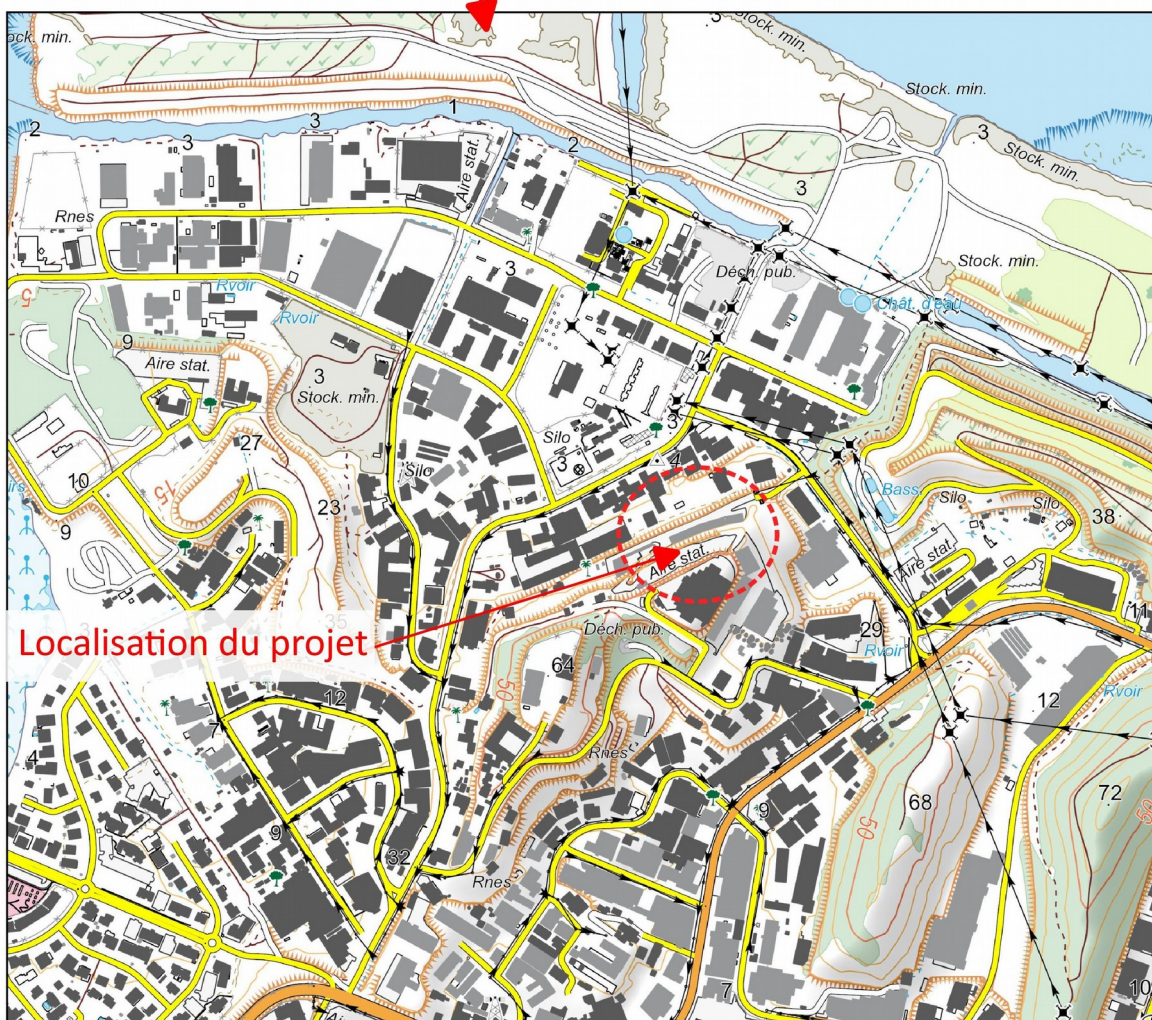 ock. min.
Stock. min.
Stock. min.
3
Stock. min.
1
2
3
3
2
Aire stat.
3
Rnes
3
Déch. pub.
Stock. min.
Rvoir
Chât. d'eau
5
Rvoir
9
Aire stat.
3
Stock. min.
27
Silo
3
3
4
Silo
10
15
23
9
Bass.
Silo
Silo
38
Aire stat.
Aire stat.
35
Déch. pub.
29
Rvoir
11
Localisation du projet
64
50
12
Rvoir
12
7
4
Rnes
68
72
50
9
9
32
Rnes
7
10